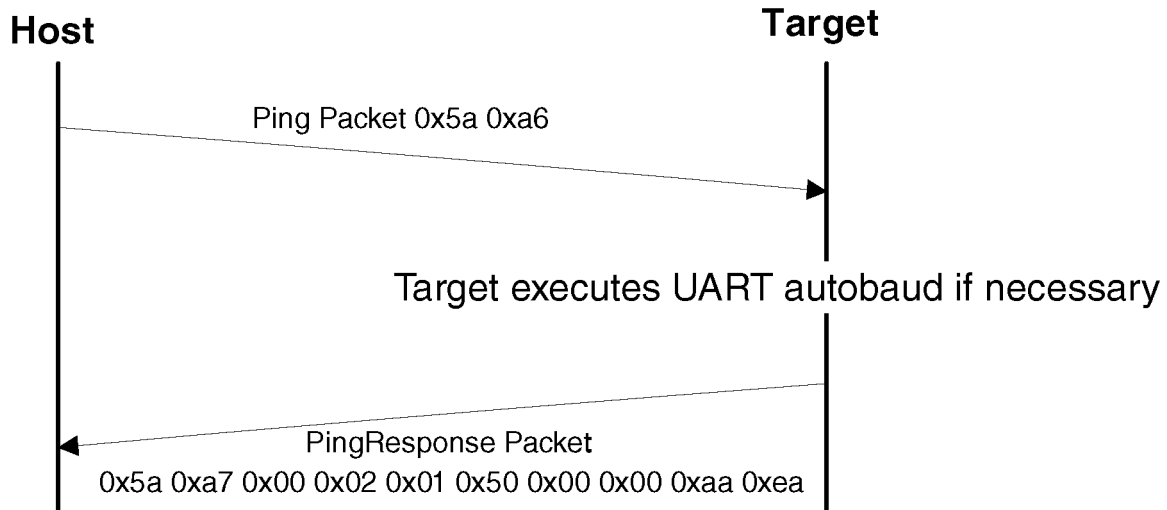 Host
Target
Ping Packet 0x5a 0xa6
Target executes UART autobaud if necessary
PingResponse Packet
0x5a 0xa7 0x00 0x02 0x01 0x50 0x00 0x00 0xaa 0xea